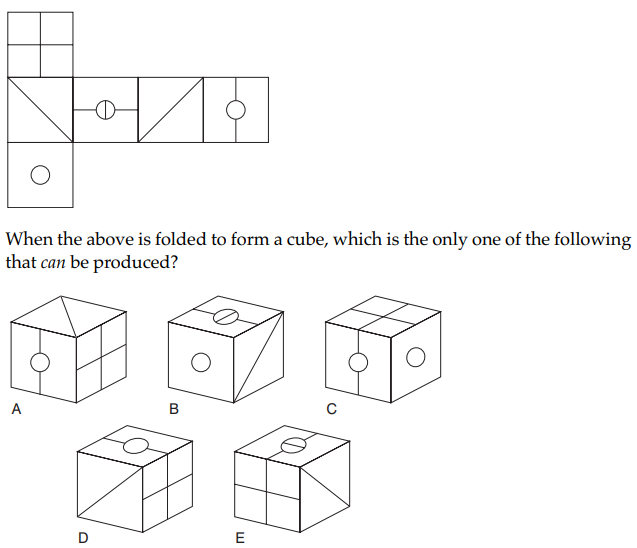 When the above is folded to form a cube, which is the only one of the following
that can be produced?
A
B
C
D
E